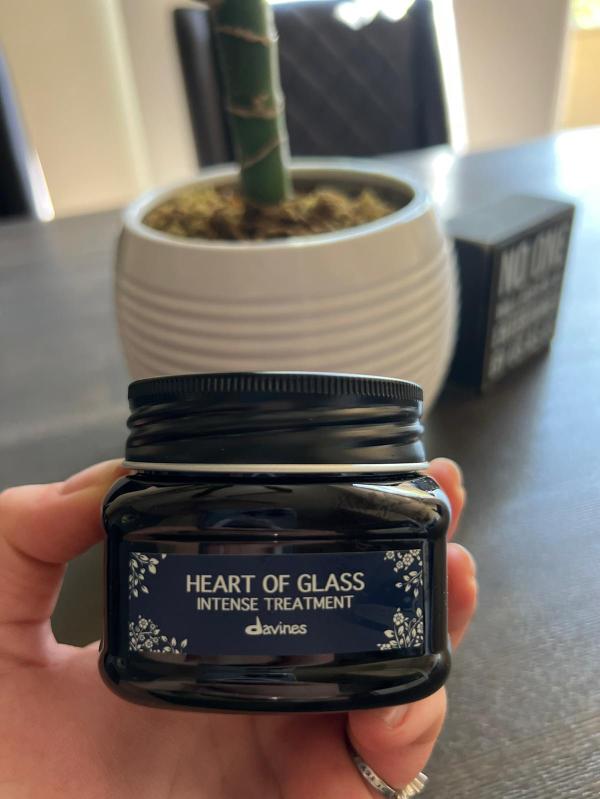 NO ONE
HEART OF GLASS
INTENSE TREATMENT
davines